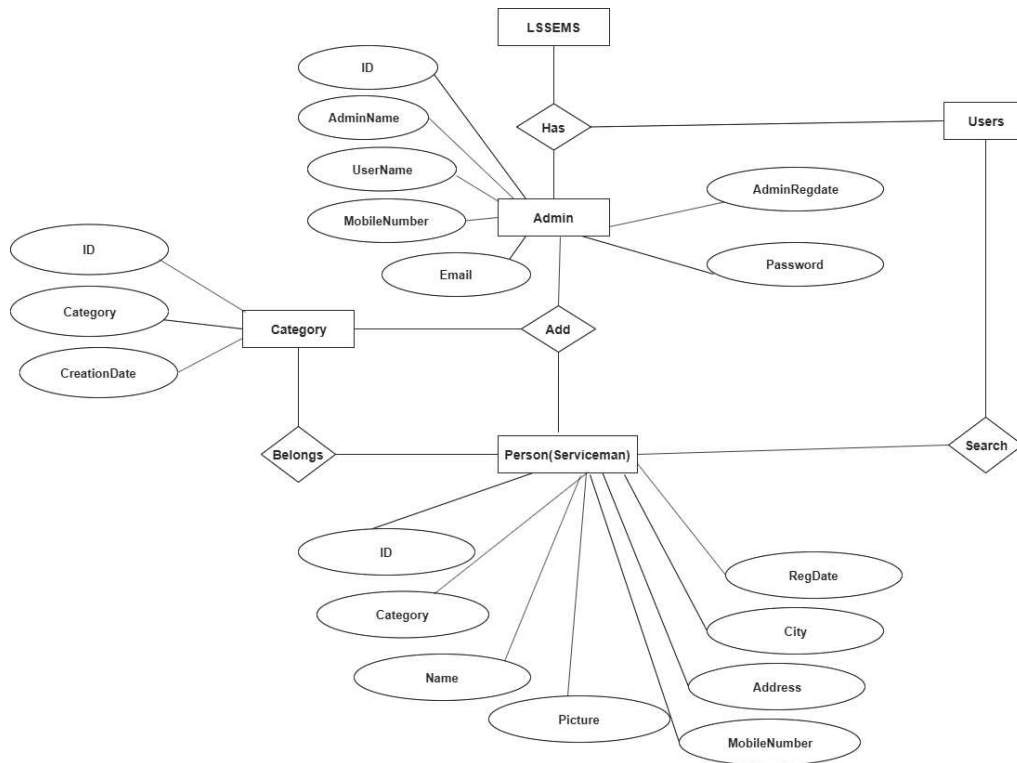 LSSEMS
ID
AdminName
Has
Users
UserName
AdminRegdate
MobileNumber
Admin
Email
Password
ID
Category
Category
Add
CreationDate
Belongs
Person(Serviceman)
Search
ID
RegDate
Category
City
Name
Address
Picture
MobileNumber